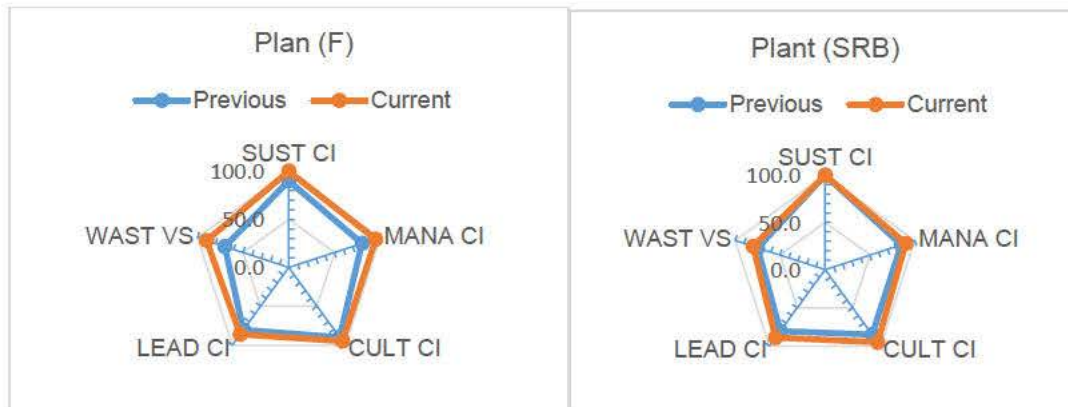 Plan (F)
Previous Current
SUST CI
100.0
50.0
0.0
WAST VS
MANA CI
LEAD CI
CULT CI
Plant (SRB)
Previous Current
SUST CI
100.0
50.0
0.0
WAST VS
MANA CI
LEAD CI
CULT CI